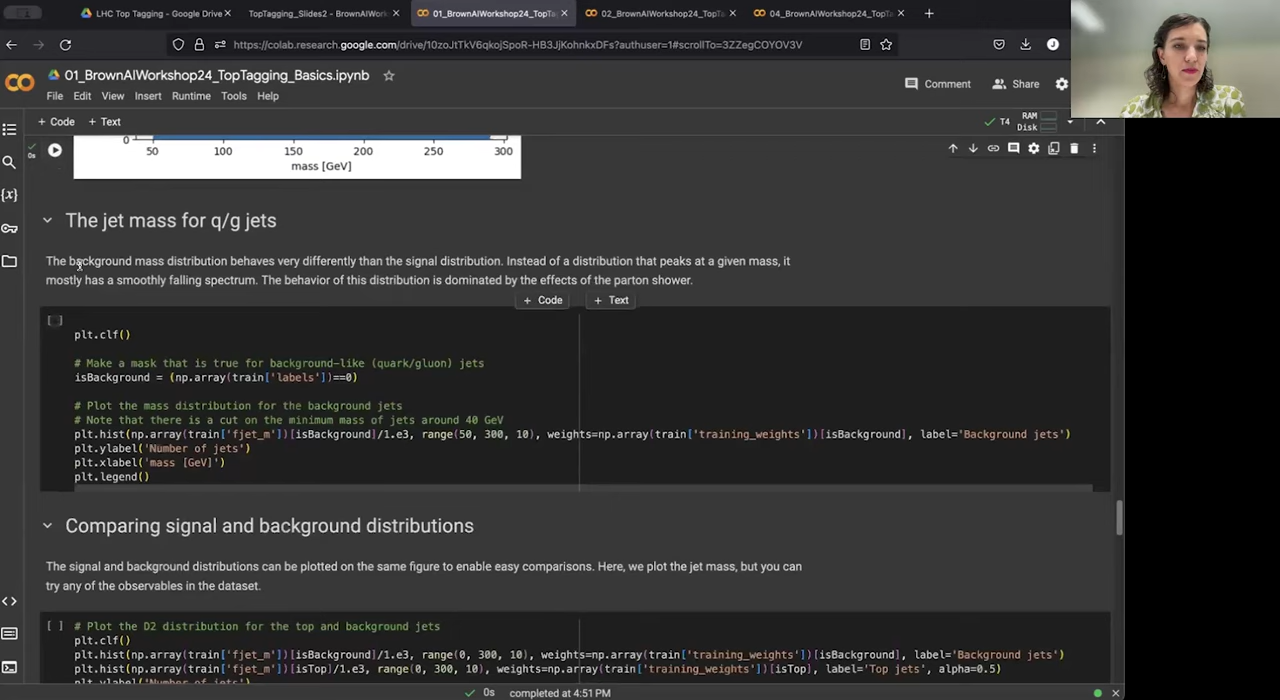 LHC Top Tagging - Google Drive
TopTagging_Slides2 - BrownAIWork
01_BrownAIWorkshop24_TopTa
02_BrownAIWorkshop24_TopTa
04_BrownAIWorkshop24_TopTa
https://colab.research.google.com/drive/10zoJtTkV6qkojSpoR-HB3JjKohnkxDFs?authuser=1#scrollTo=3ZZegCOYOV3V
01_BrownAIWorkshop24_TopTagging_Basics.ipynb
Comment
Share
File Edit View Insert Runtime Tools Help
+ Code + Text
T4
RAM
Disk
0s
0
50 100 150 200 250 300
mass [GeV]
The jet mass for q/g jets
The background mass distribution behaves very differently than the signal distribution. Instead of a distribution that peaks at a given mass, it
mostly has a smoothly falling spectrum. The behavior of this distribution is dominated by the effects of the parton shower.
+ Code + Text
[ ]
plt.clf()
# Make a mask that is true for background-like (quark/gluon) jets
isBackground = (np.array(train['labels'])==0)
# Plot the mass distribution for the background jets
# Note that there is a cut on the minimum mass of jets around 40 GeV
plt.hist(np.array(train['fjet_m'])[isBackground]/1.e3, range(50, 300, 10), weights=np.array(train['training_weights'])[isBackground], label='Background jets')
plt.ylabel('Number of jets')
plt.xlabel('mass [GeV]')
plt.legend()
Comparing signal and background distributions
The signal and background distributions can be plotted on the same figure to enable easy comparisons. Here, we plot the jet mass, but you can
try any of the observables in the dataset.
[ ] # Plot the D2 distribution for the top and background jets
plt.clf()
plt.hist(np.array(train['fjet_m'])[isBackground]/1.e3, range(0, 300, 10), weights=np.array(train['training_weights'])[isBackground], label='Background jets')
plt.hist(np.array(train['fjet_m'])[isTop]/1.e3, range(0, 300, 10), weights=np.array(train['training_weights'])[isTop], label='Top jets', alpha=0.5)
plt.ylabel('Number of jets')
0s completed at 4:51 PM